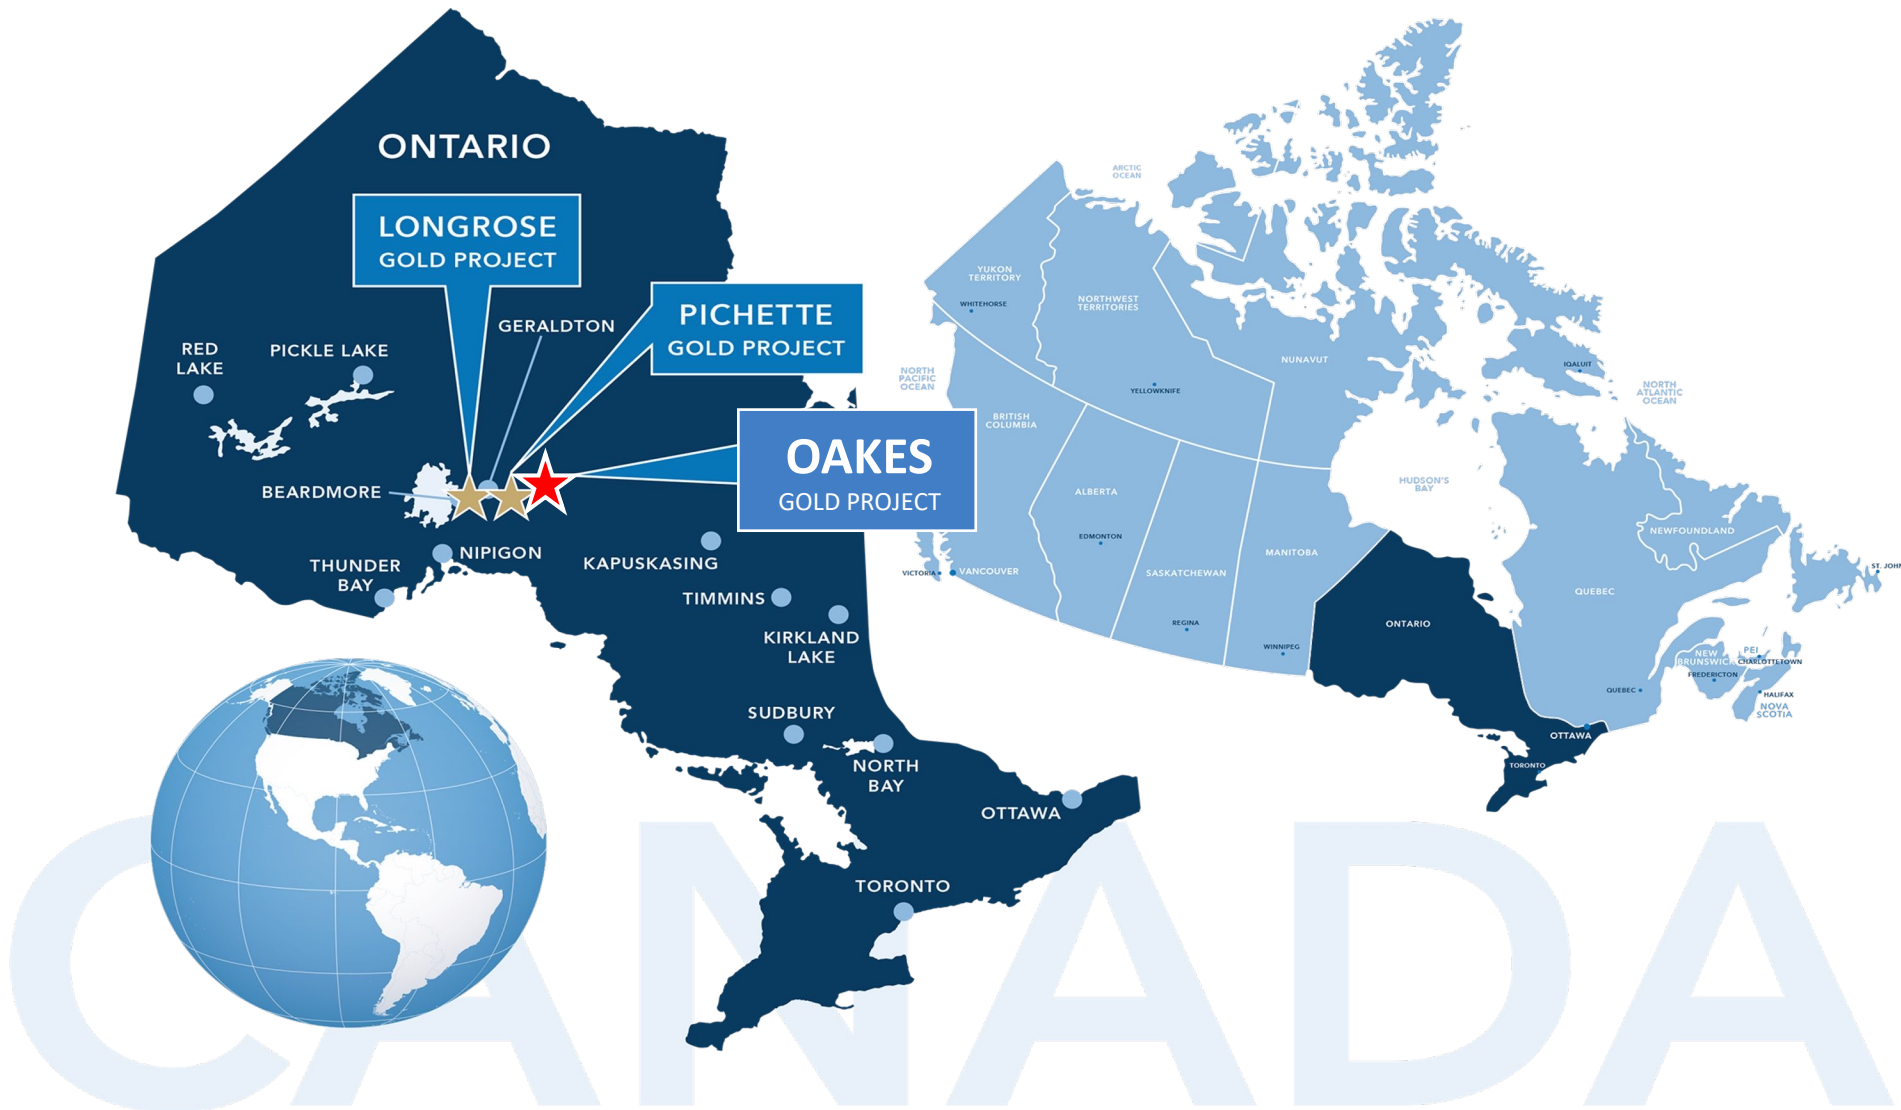 ONTARIO
LONGROSE
GOLD PROJECT
PICHETTE
GOLD PROJECT
GERALDTON
RED
LAKE
PICKLE LAKE
OAKES
GOLD PROJECT
BEARDMORE
NIPIGON
THUNDER
BAY
KAPUSKASING
TIMMINS
KIRKLAND
LAKE
SUDBURY
NORTH
BAY
OTTAWA
TORONTO
ARCTIC
OCEAN
YUKON
TERRITORY
WHITEHORSE
NORTHWEST
TERRITORIES
NUNAVUT
IQALUIT
NORTH
PACIFIC
OCEAN
YELLOWKNIFE
NORTH
ATLANTIC
OCEAN
BRITISH
COLUMBIA
ALBERTA
HUDSON'S
BAY
EDMONTON
NEWFOUNDLAND
MANITOBA
VICTORIA
VANCOUVER
SASKATCHEWAN
ST. JOHN
QUEBEC
REGINA
ONTARIO
WINNIPEG
NEW
BRUNSWICK
PEI
CHARLOTTETOWN
FREDERICTON
QUEBEC
HALIFAX
NOVA
SCOTIA
OTTAWA
TORONTO
CANADA